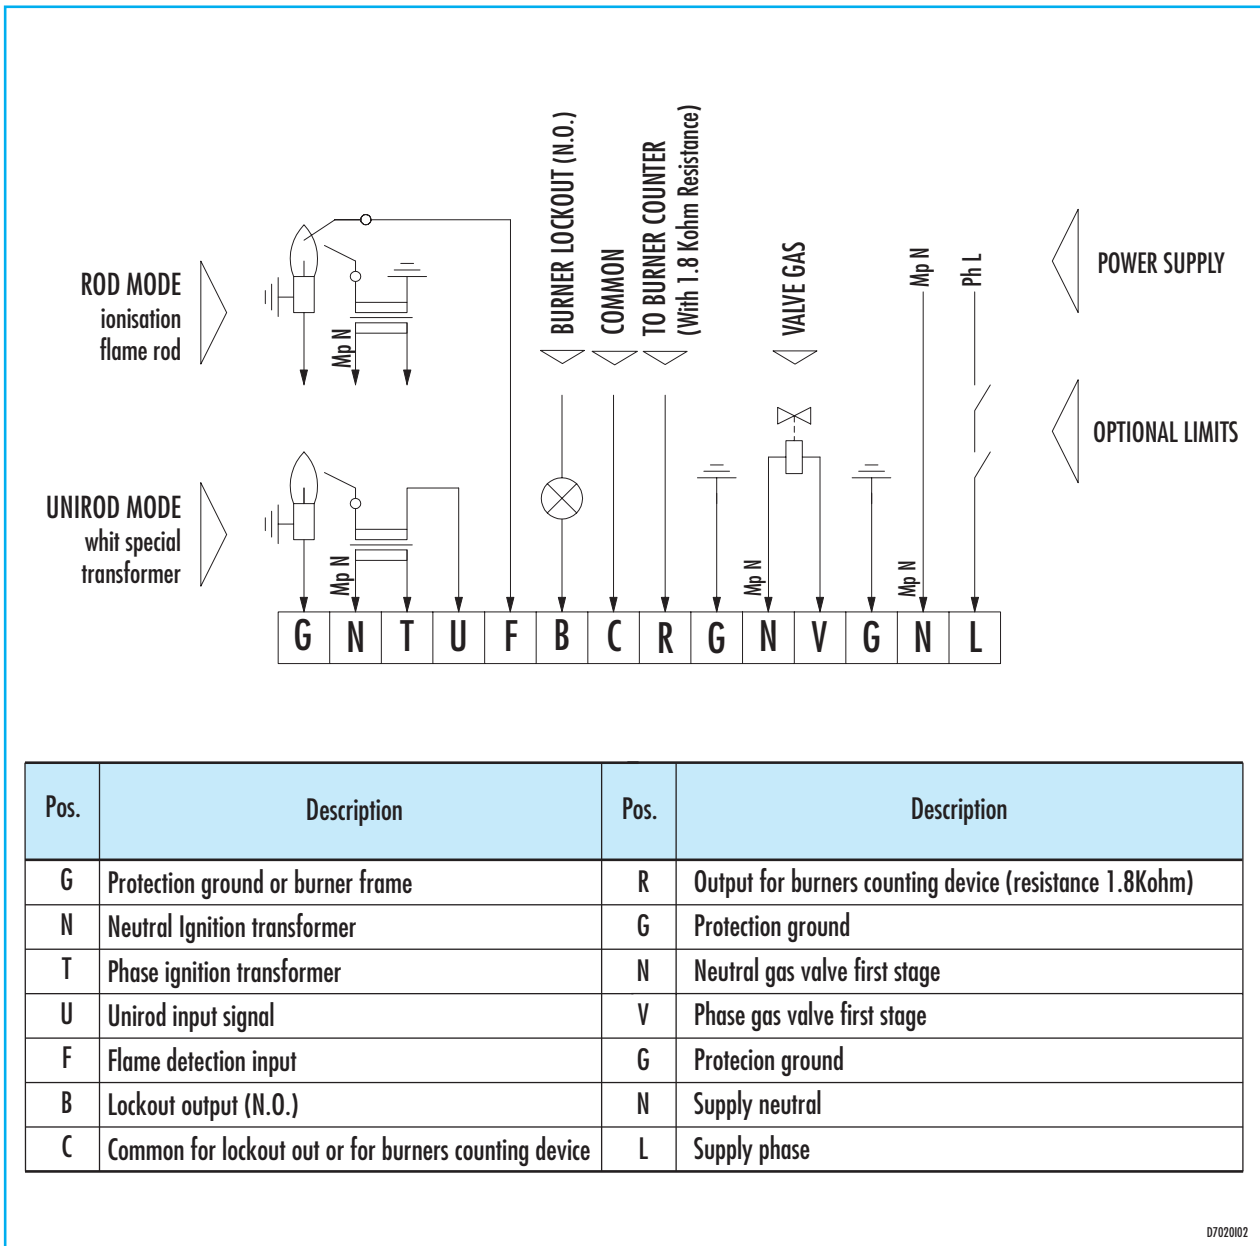 BURNER LOCKOUT (N.O.)
COMMON
TO BURNER COUNTER
(With 1.8 Kohm Resistance)
VALVE GAS
Mp N
Ph L
POWER SUPPLY
OPTIONAL LIMITS
ROD MODE
ionisation
flame rod
Mp N
UNIROD MODE
whit special
transformer
Mp N
Mp N
Mp N
G N T U F B C R G N V G N L
Pos. Description Pos. Description
G Protection ground or burner frame R Output for burners counting device (resistance 1.8Kohm)
N Neutral Ignition transformer G Protection ground
T Phase ignition transformer N Neutral gas valve first stage
U Unirod input signal V Phase gas valve first stage
F Flame detection input G Protecion ground
B Lockout output (N.O.) N Supply neutral
C Common for lockout out or for burners counting device L Supply phase
D7020I02